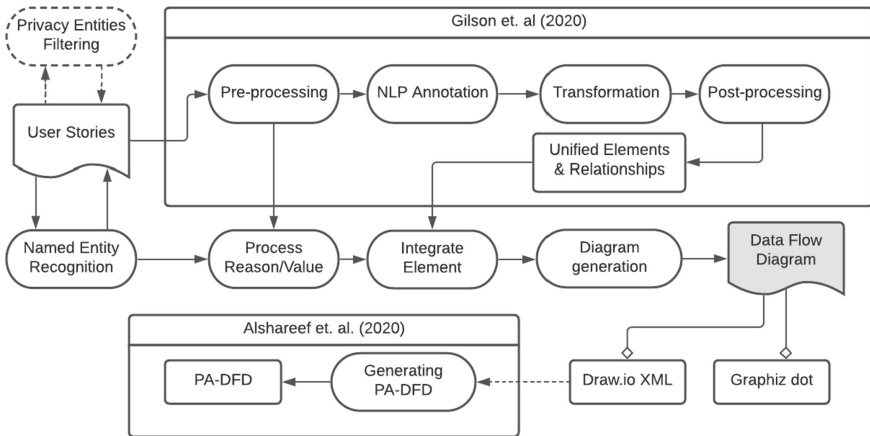 Privacy Entities
Filtering
Gilson et. al (2020)
User Stories
Pre-processing
NLP Annotation
Transformation
Post-processing
Unified Elements
& Relationships
Named Entity
Recognition
Process
Reason/Value
Integrate
Element
Diagram
generation
Data Flow
Diagram
Alshareef et. al. (2020)
PA-DFD
Generating
PA-DFD
Draw.io XML
Graphiz dot